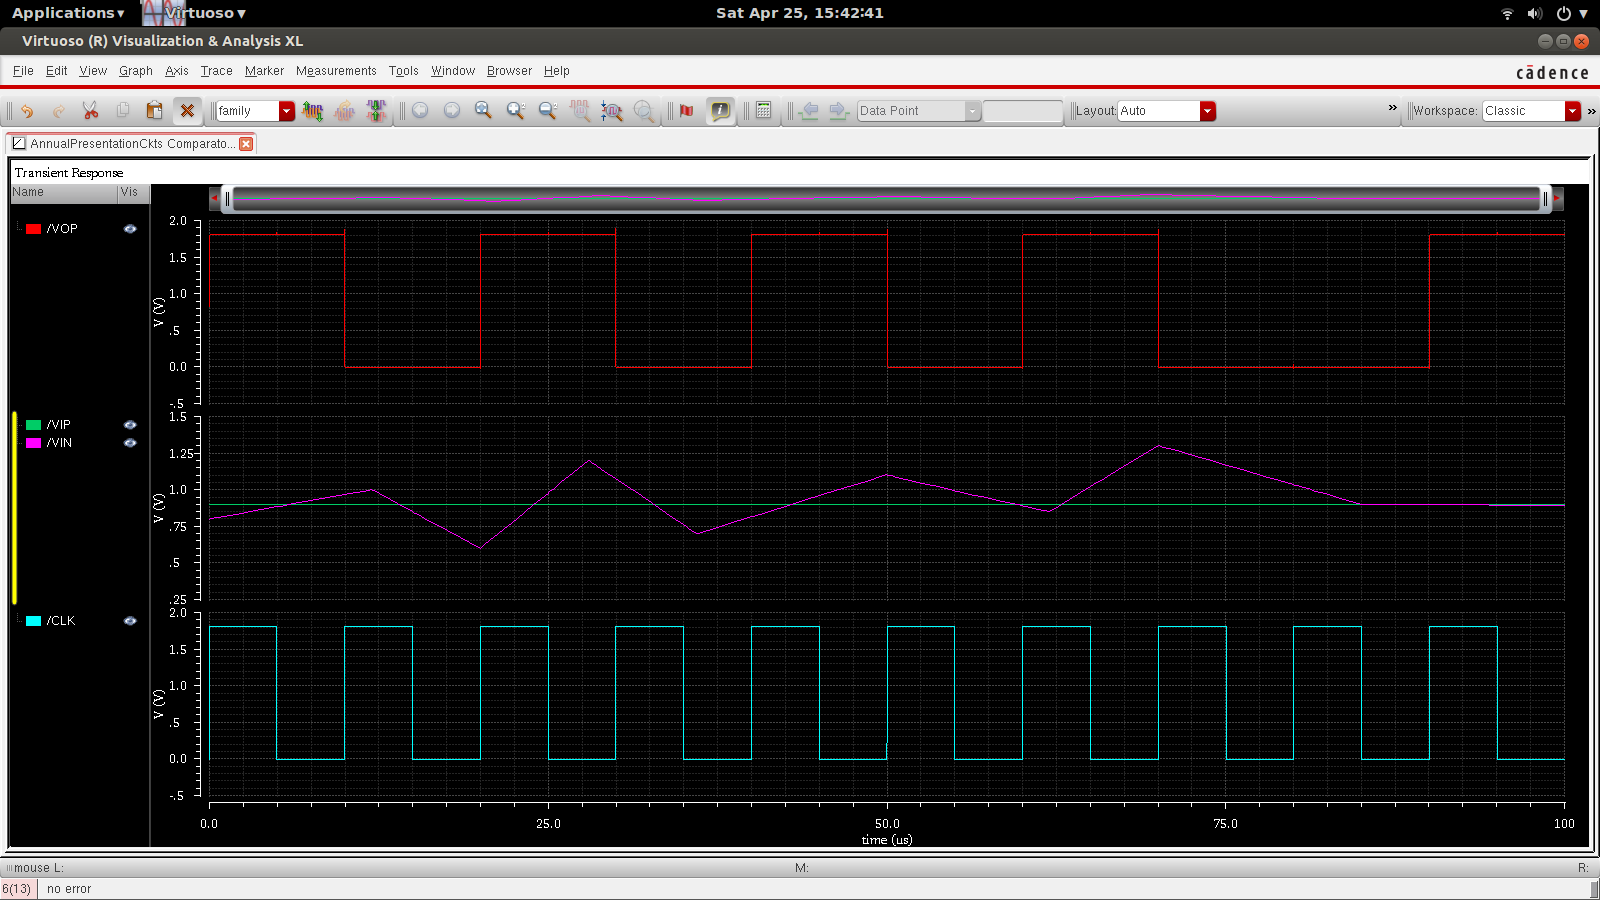 Applications Virtuoso Sat Apr 25, 15:42:41
Virtuoso (R) Visualization & Analysis XL
File Edit View Graph Axis Trace Marker Measurements Tools Window Browser Help
cādence
family Data Point Layout: Auto » Workspace: Classic »
AnnualPresentationCkts Comparato...
Transient Response
Name Vis
/VOP
2.0
1.5
1.0
.5
0.0
-.5
V (V)
/VIP
/VIN
1.5
1.25
1.0
.75
.5
.25
V (V)
/CLK
2.0
1.5
1.0
.5
0.0
-.5
V (V)
0.0 25.0 50.0 75.0 100
time (us)
mouse L: M: R:
6(13) no error